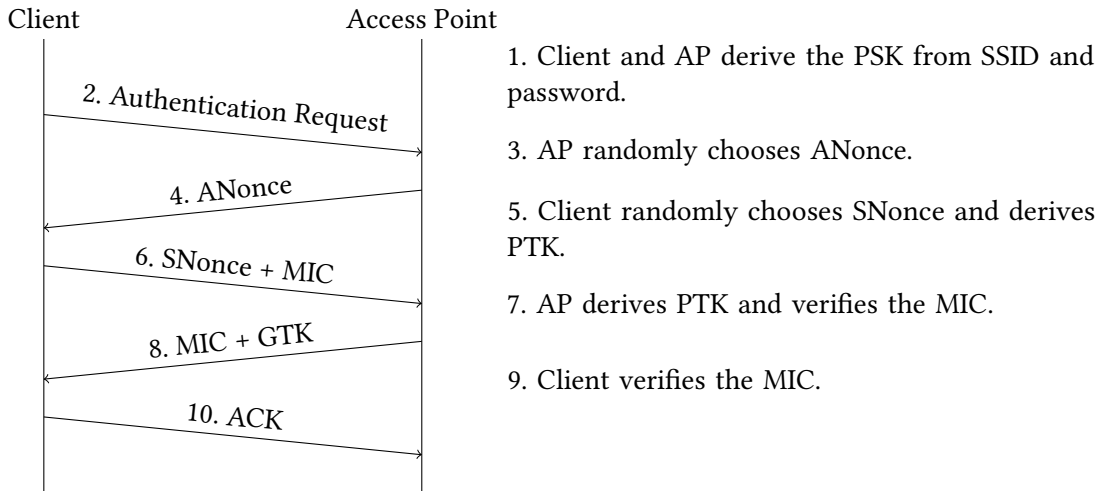 Client
Access Point
1. Client and AP derive the PSK from SSID and
password.
2. Authentication Request
3. AP randomly chooses ANonce.
4. ANonce
5. Client randomly chooses SNonce and derives
PTK.
6. SNonce + MIC
7. AP derives PTK and verifies the MIC.
8. MIC + GTK
9. Client verifies the MIC.
10. ACK